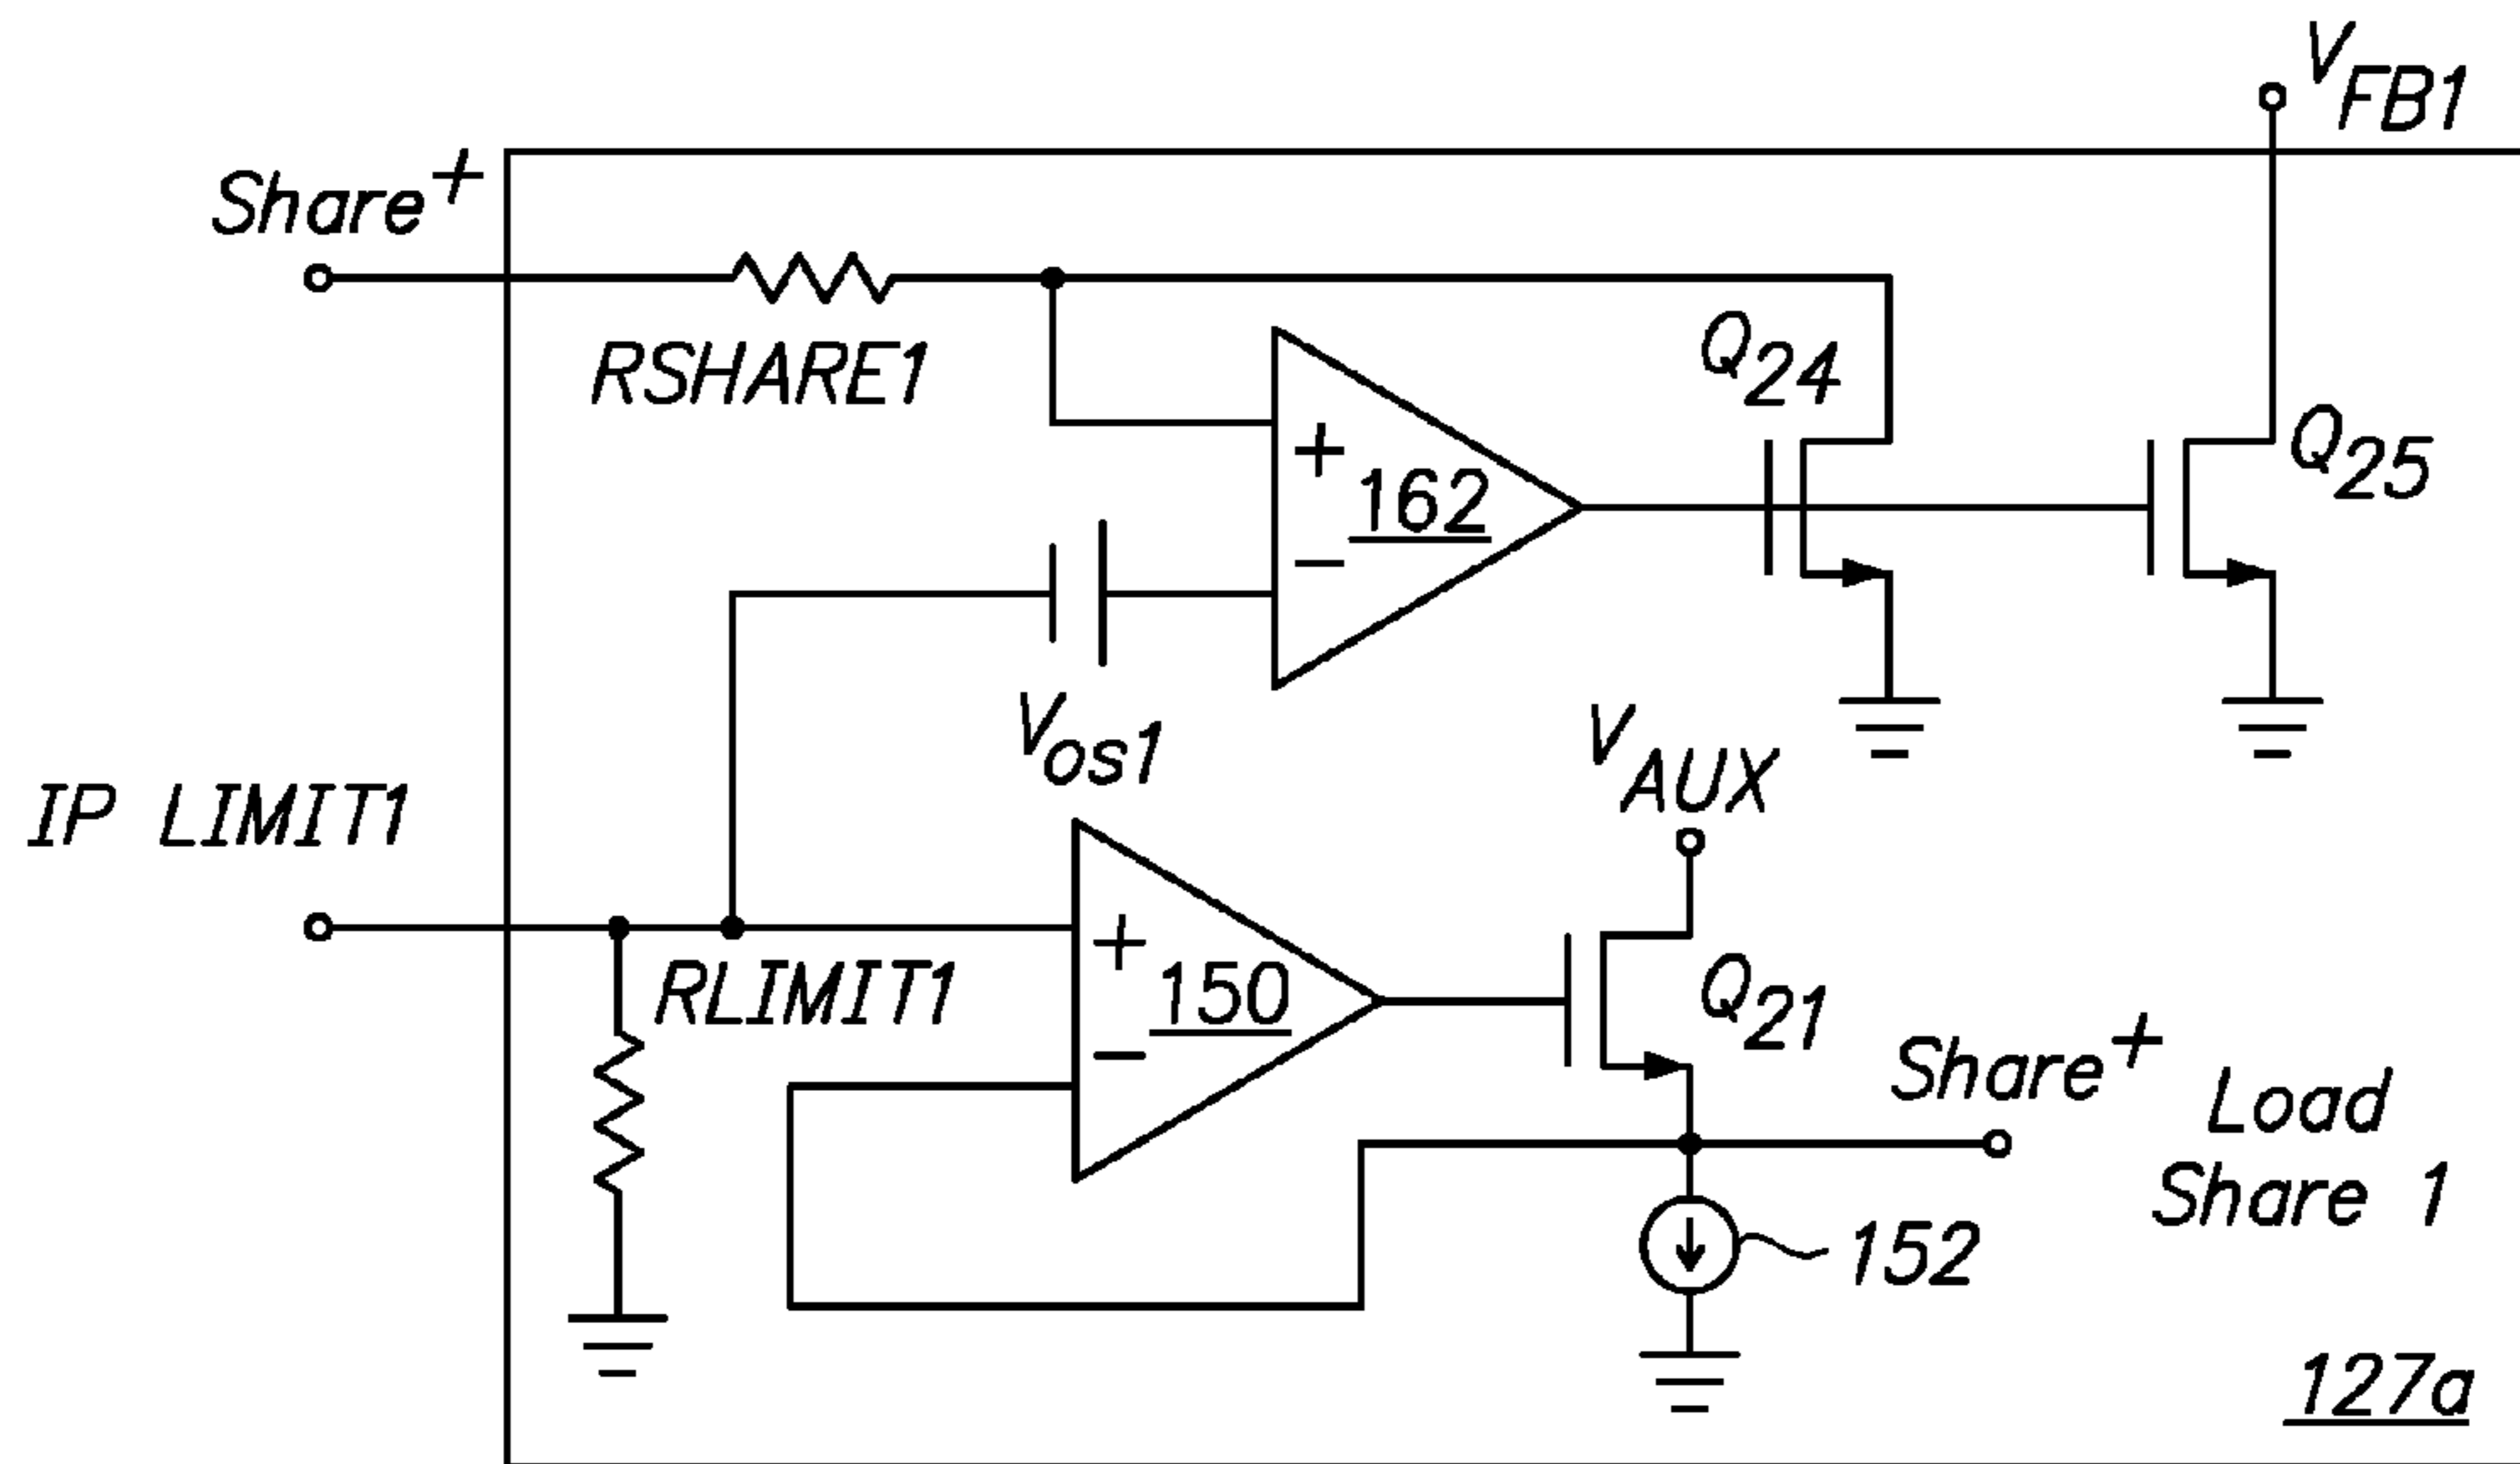 VFB1
Share+
RSHARE1
Q24
+
162
−
Q25
Vos1
VAUX
IP LIMIT1
RLIMIT1
+
150
−
Q21
Share+
Load
Share 1
152
127a